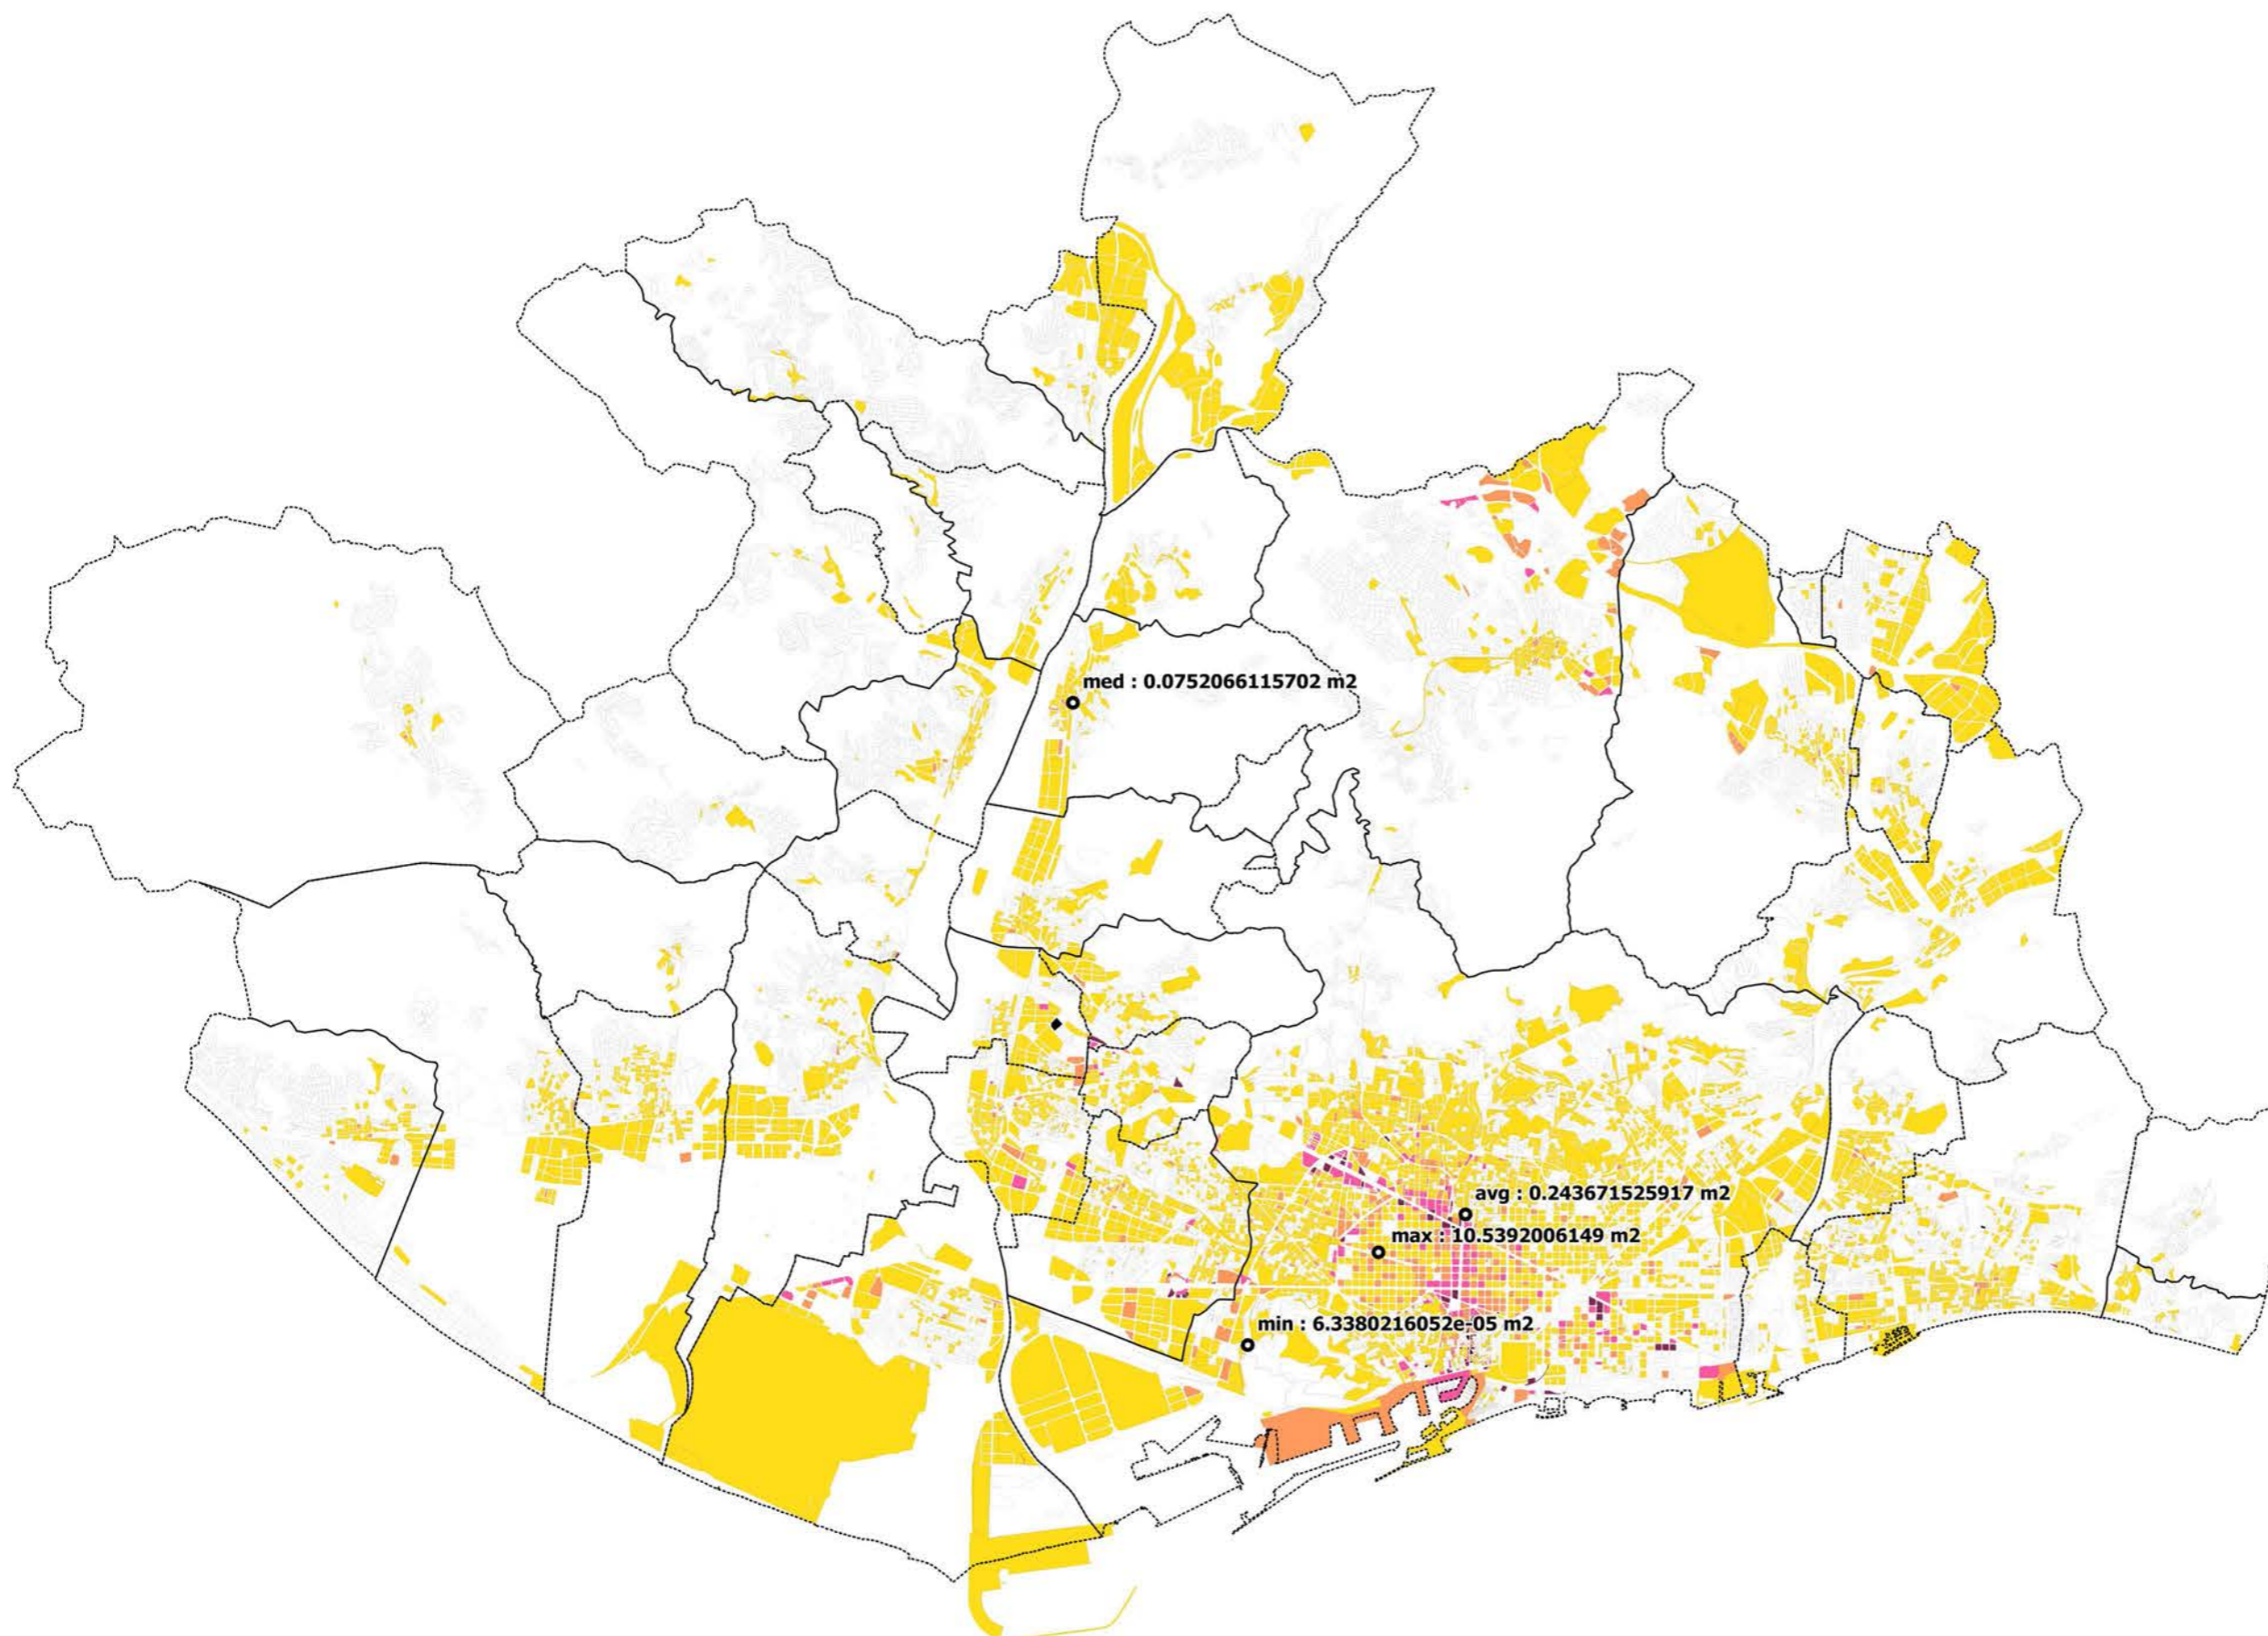 med : 0.0752066115702 m2
avg : 0.243671525917 m2
max : 10.5392006149 m2
min : 6.3380216052e-05 m2